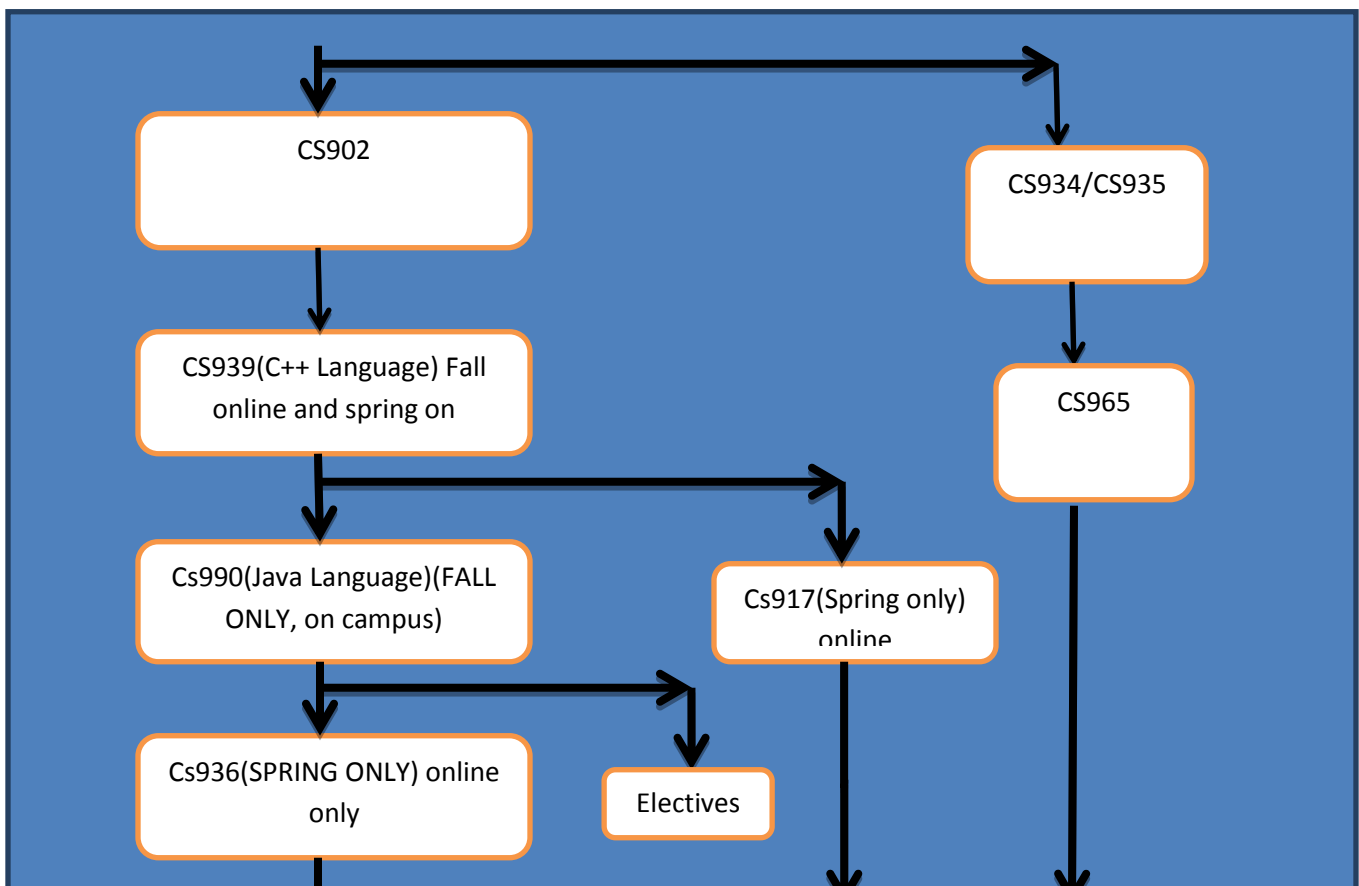 CS902
CS934/CS935
CS939(C++ Language) Fall
online and spring on
CS965
Cs990(Java Language)(FALL
ONLY, on campus)
Cs917(Spring only)
online
Cs936(SPRING ONLY) online
only
Electives